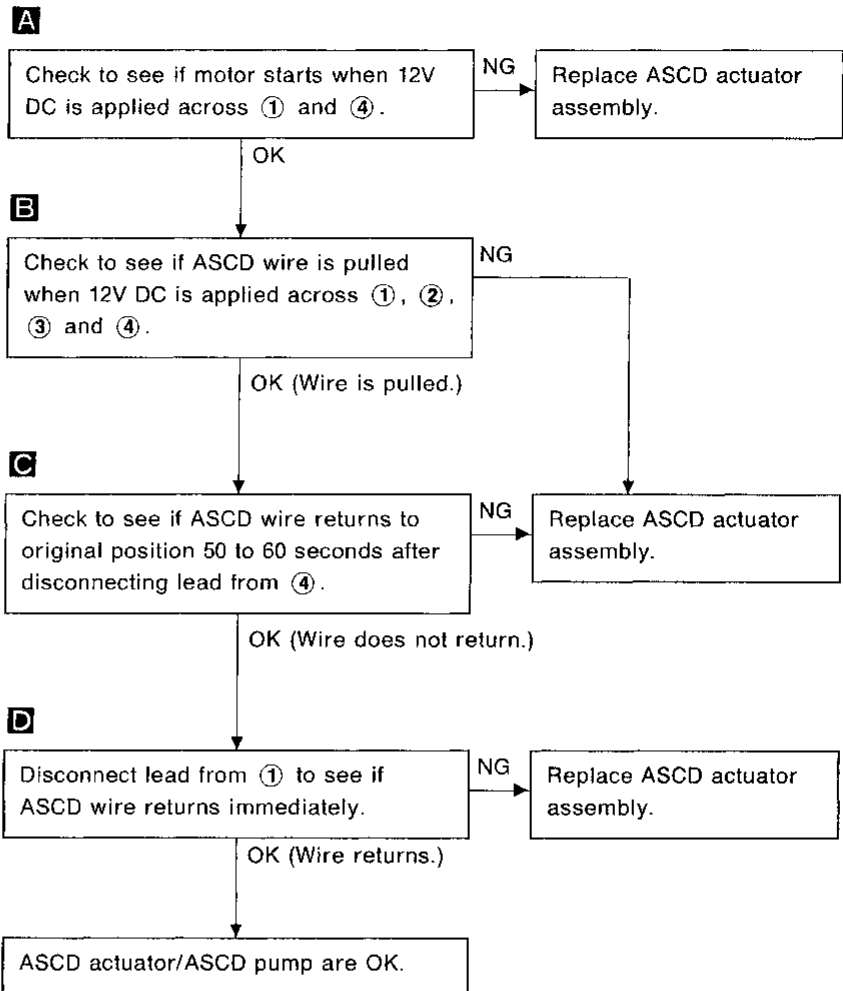 A
Check to see if motor starts when 12V
DC is applied across ① and ④.
NG
Replace ASCD actuator
assembly.
OK
B
Check to see if ASCD wire is pulled
when 12V DC is applied across ①, ②,
③ and ④.
NG
OK (Wire is pulled.)
C
Check to see if ASCD wire returns to
original position 50 to 60 seconds after
disconnecting lead from ④.
NG
Replace ASCD actuator
assembly.
OK (Wire does not return.)
D
Disconnect lead from ① to see if
ASCD wire returns immediately.
NG
Replace ASCD actuator
assembly.
OK (Wire returns.)
ASCD actuator/ASCD pump are OK.